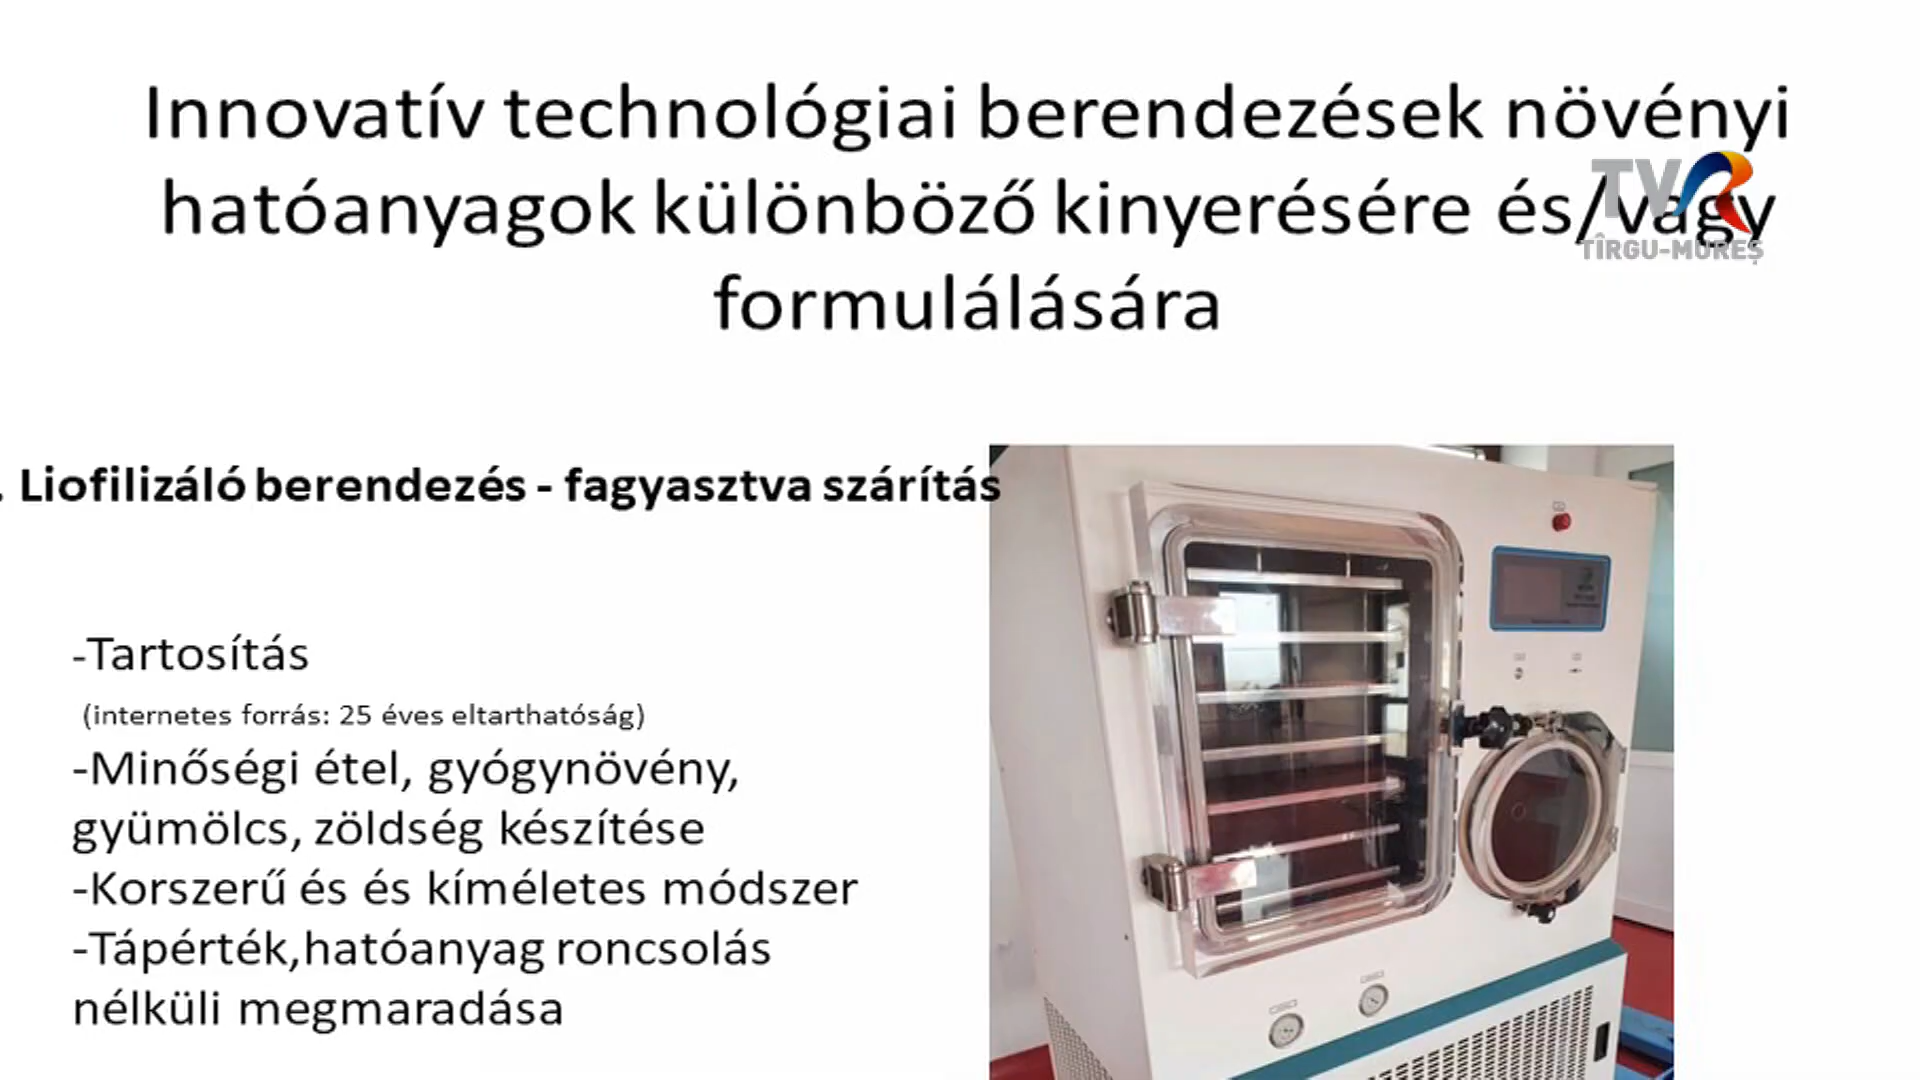 Innovatív technológiai berendezések növényi
hatóanyagok különböző kinyerésére és/vagy
formulálására
TVR
TÎRGU-MUREȘ
. Liofilizáló berendezés - fagyasztva szárítás
-Tartosítás
(internetes forrás: 25 éves eltarthatóság)
-Minőségi étel, gyógynövény,
gyümölcs, zöldség készítése
-Korszerű és és kíméletes módszer
-Tápérték,hatóanyag roncsolás
nélküli megmaradása